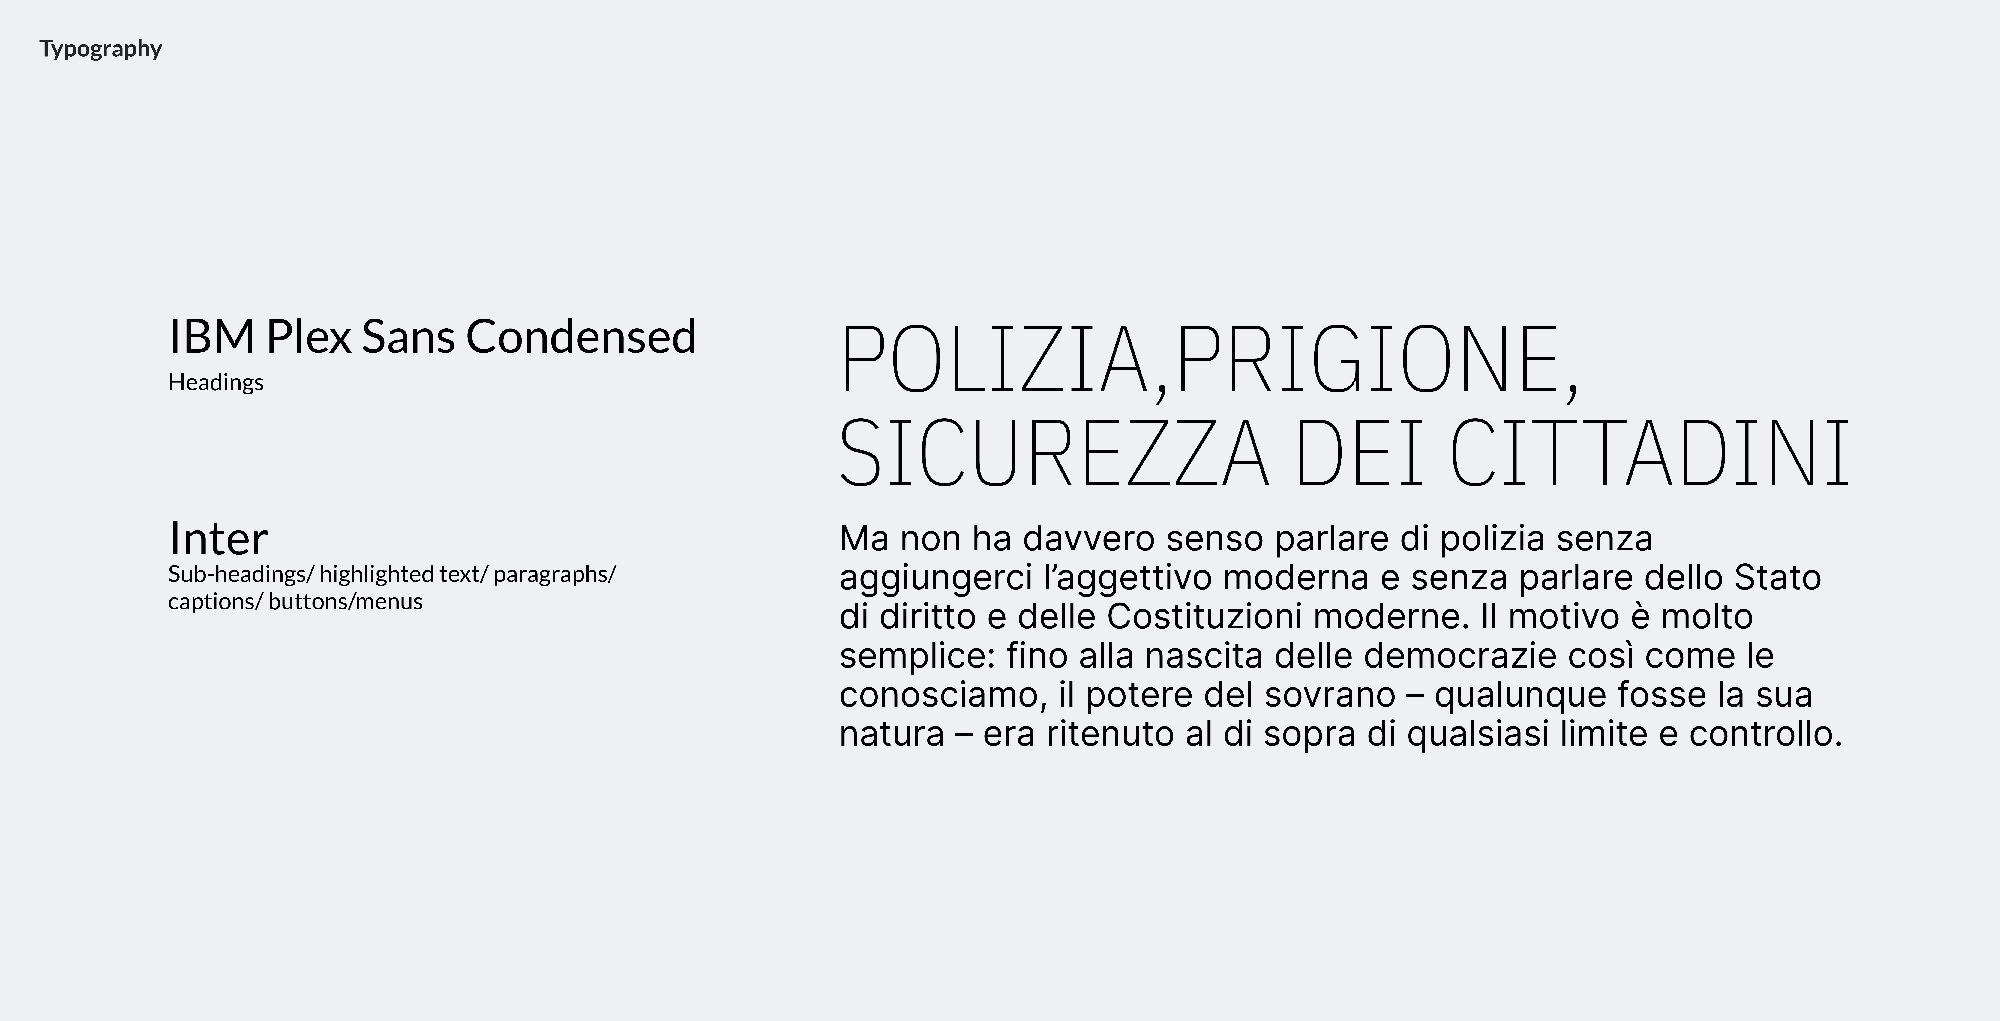 Typography
IBM Plex Sans Condensed
Headings
Inter
Sub-headings/ highlighted text/ paragraphs/
captions/ buttons/menus
POLIZIA,PRIGIONE,
SICUREZZA DEI CITTADINI
Ma non ha davvero senso parlare di polizia senza
aggiungerci l’aggettivo moderna e senza parlare dello Stato
di diritto e delle Costituzioni moderne. Il motivo è molto
semplice: fino alla nascita delle democrazie così come le
conosciamo, il potere del sovrano – qualunque fosse la sua
natura – era ritenuto al di sopra di qualsiasi limite e controllo.